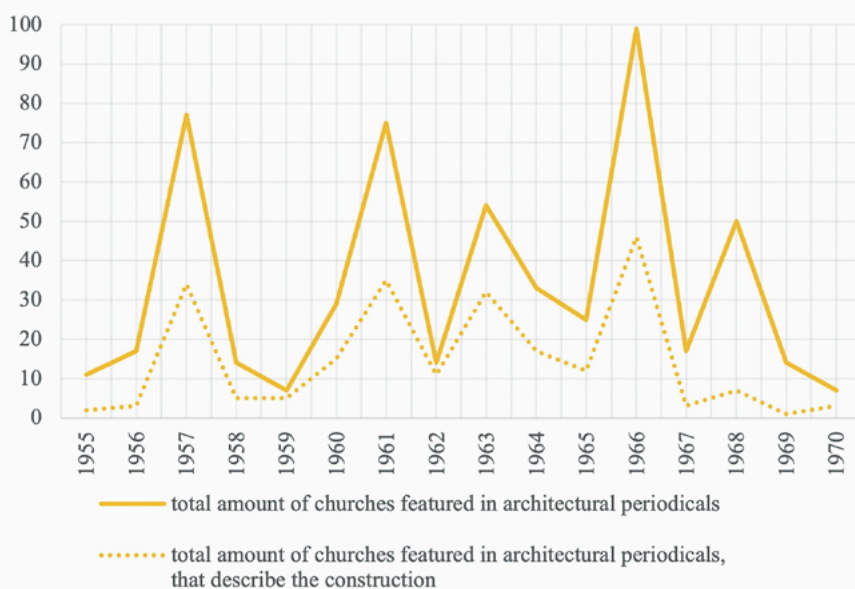 100
90
80
70
60
50
40
30
20
10
0
1955 1956 1957 1958 1959 1960 1961 1962 1963 1964 1965 1966 1967 1968 1969 1970
total amount of churches featured in architectural periodicals
total amount of churches featured in architectural periodicals,
that describe the construction